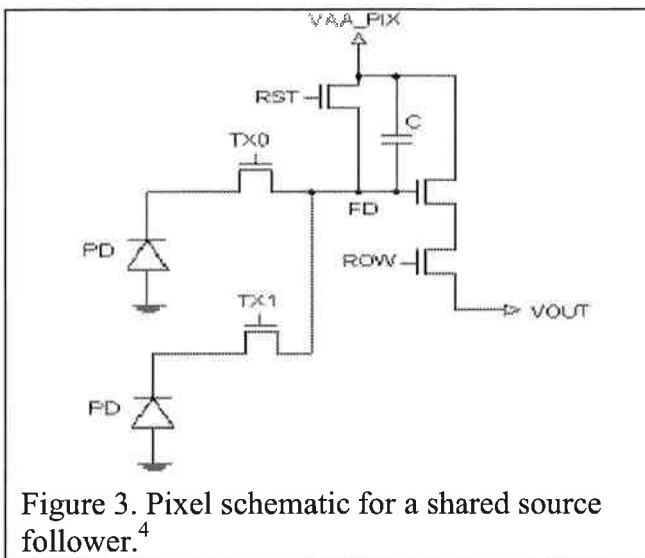 VAA_PIX
RST
C
TX0
FD
PD
ROW
TX1
VOUT
PD
Figure 3. Pixel schematic for a shared source
follower.4